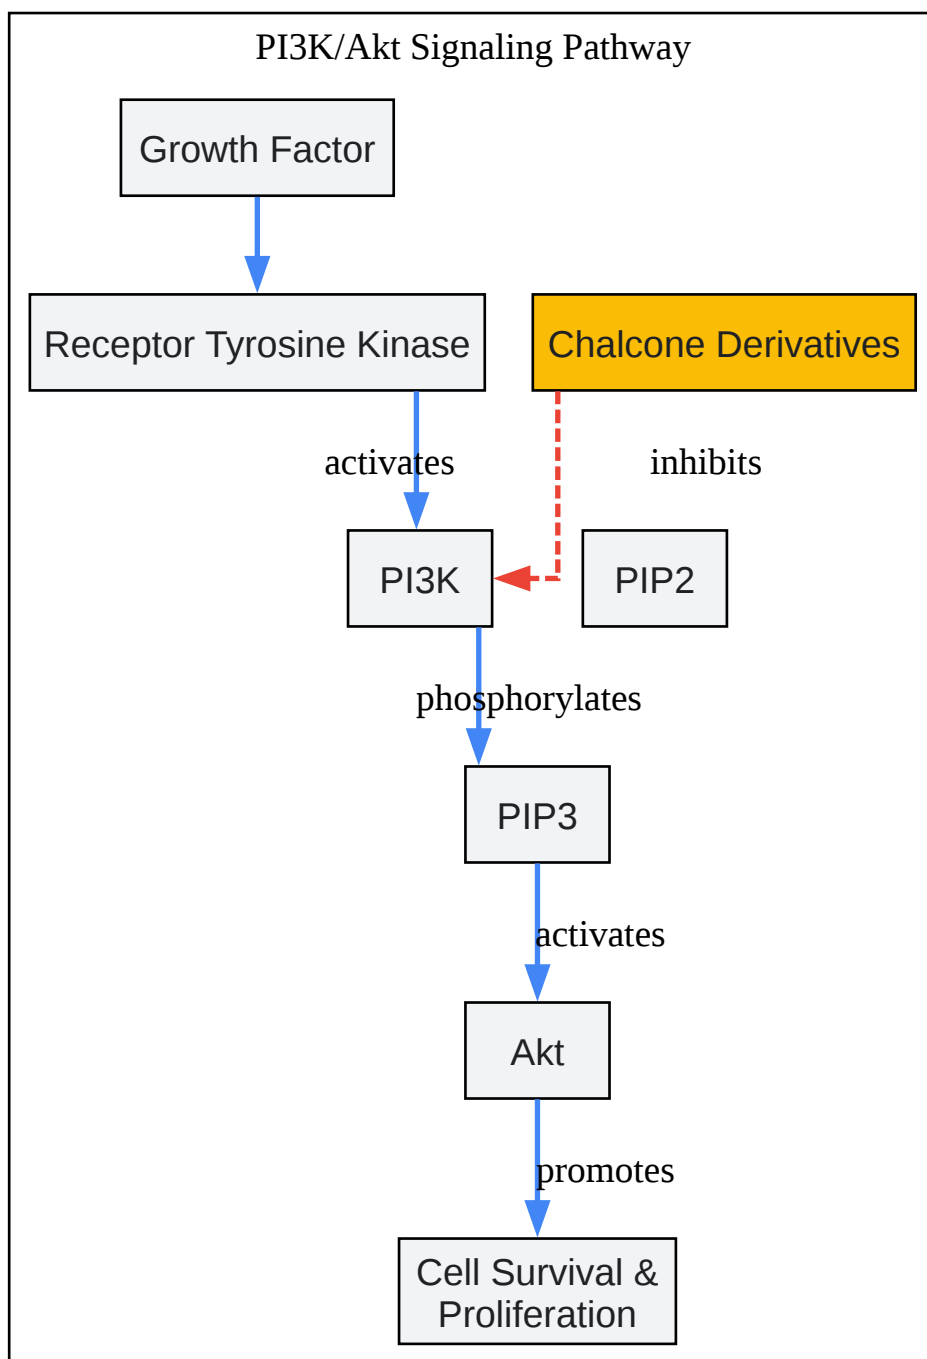 PI3K/Akt Signaling Pathway
Growth Factor
Receptor Tyrosine Kinase
Chalcone Derivatives
activates
inhibits
PI3K
PIP2
phosphorylates
PIP3
activates
Akt
promotes
Cell Survival &
Proliferation